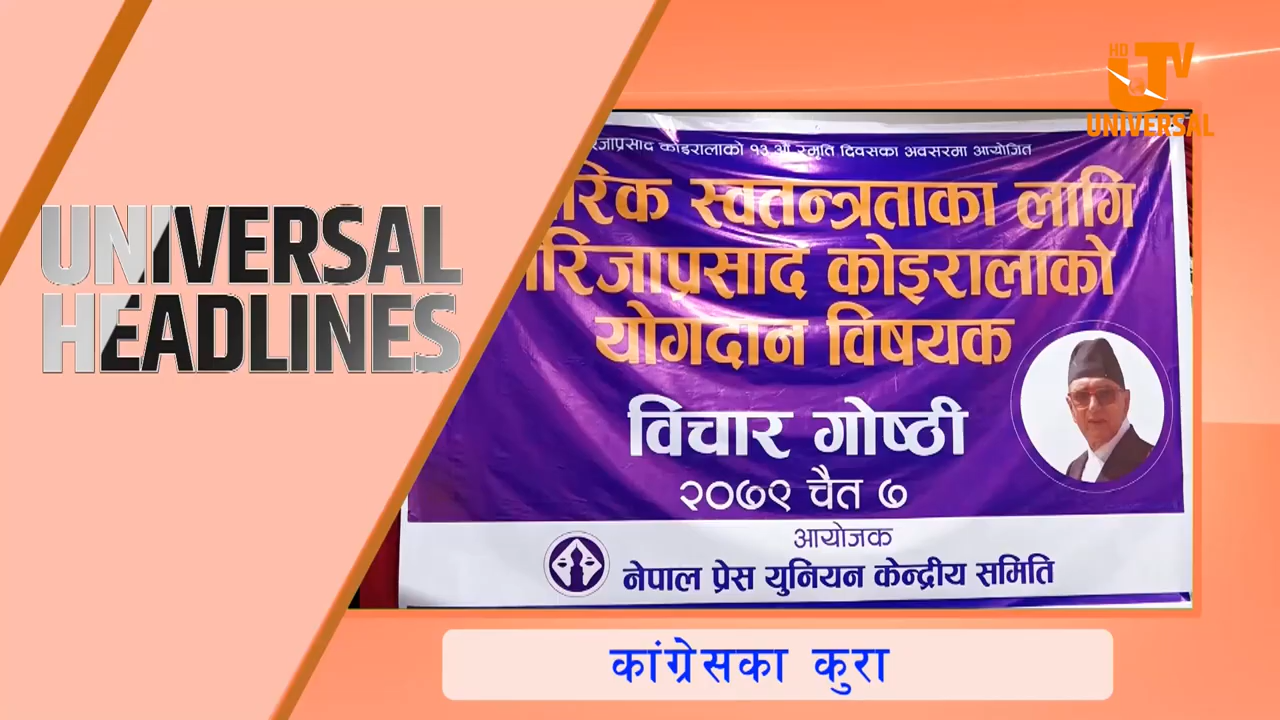 HD
UTV
UNIVERSAL
UNIVERSAL
HEADLINES
कोइरालाको १३ औं स्मृति दिवसका अवसरमा आयोजित
स्वतन्त्रताका लागि
कोइरालाको
योगदान विषयक
विचार गोष्ठी
२०७९ चैत ७
आयोजक
नेपाल प्रेस युनियन केन्द्रीय समिति
कांग्रेसका कुरा